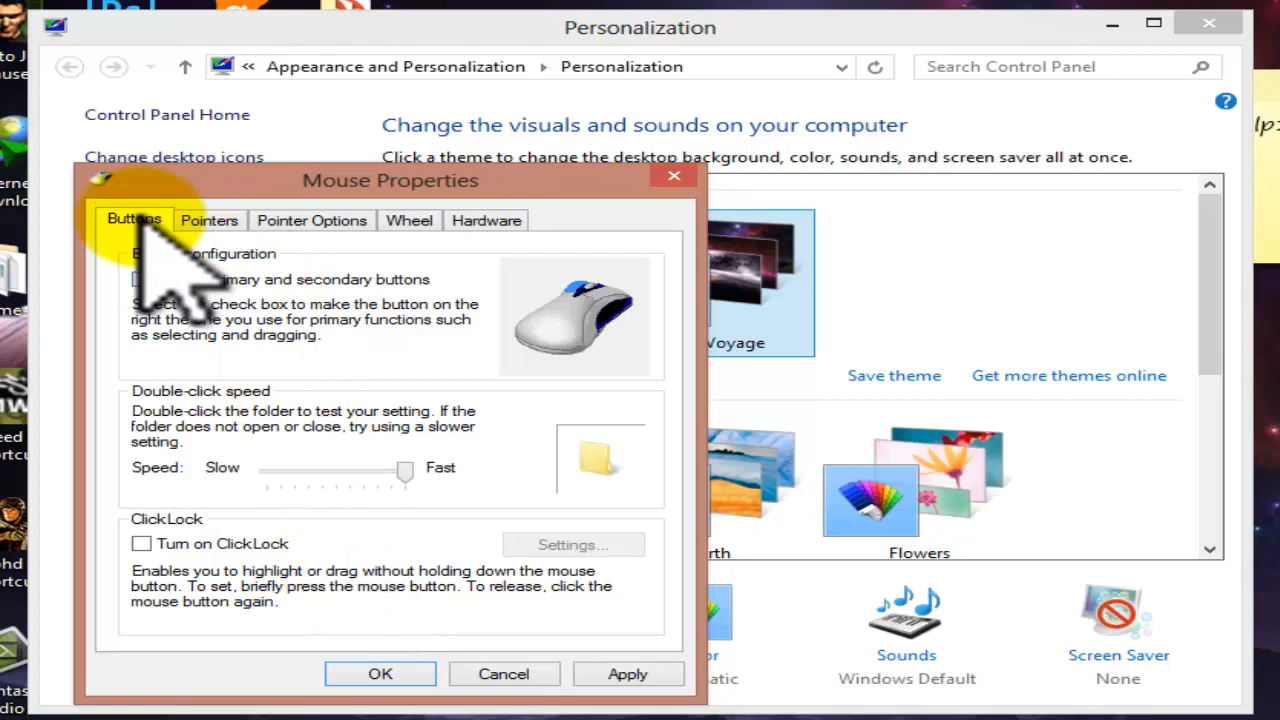 Personalization
« Appearance and Personalization Personalization
Search Control Panel
Control Panel Home
Change the visuals and sounds on your computer
Change desktop icons
Click a theme to change the desktop background, color, sounds, and screen saver all at once.
Mouse Properties
Buttons Pointers Pointer Options Wheel Hardware
and secondary buttons
check box to make the button on the
right the you use for primary functions such
as selecting and dragging.
Double-click speed
Double-click the folder to test your setting. If the
folder does not open or close, try using a slower
setting.
Speed: Slow Fast
ClickLock
Turn on ClickLock
Settings...
Enables you to highlight or drag without holding down the mouse
button. To set, briefly press the mouse button. To release, click the
mouse button again.
OK Cancel Apply
Voyage
Save theme Get more themes online
Flowers
Sounds
Windows Default
Screen Saver
None